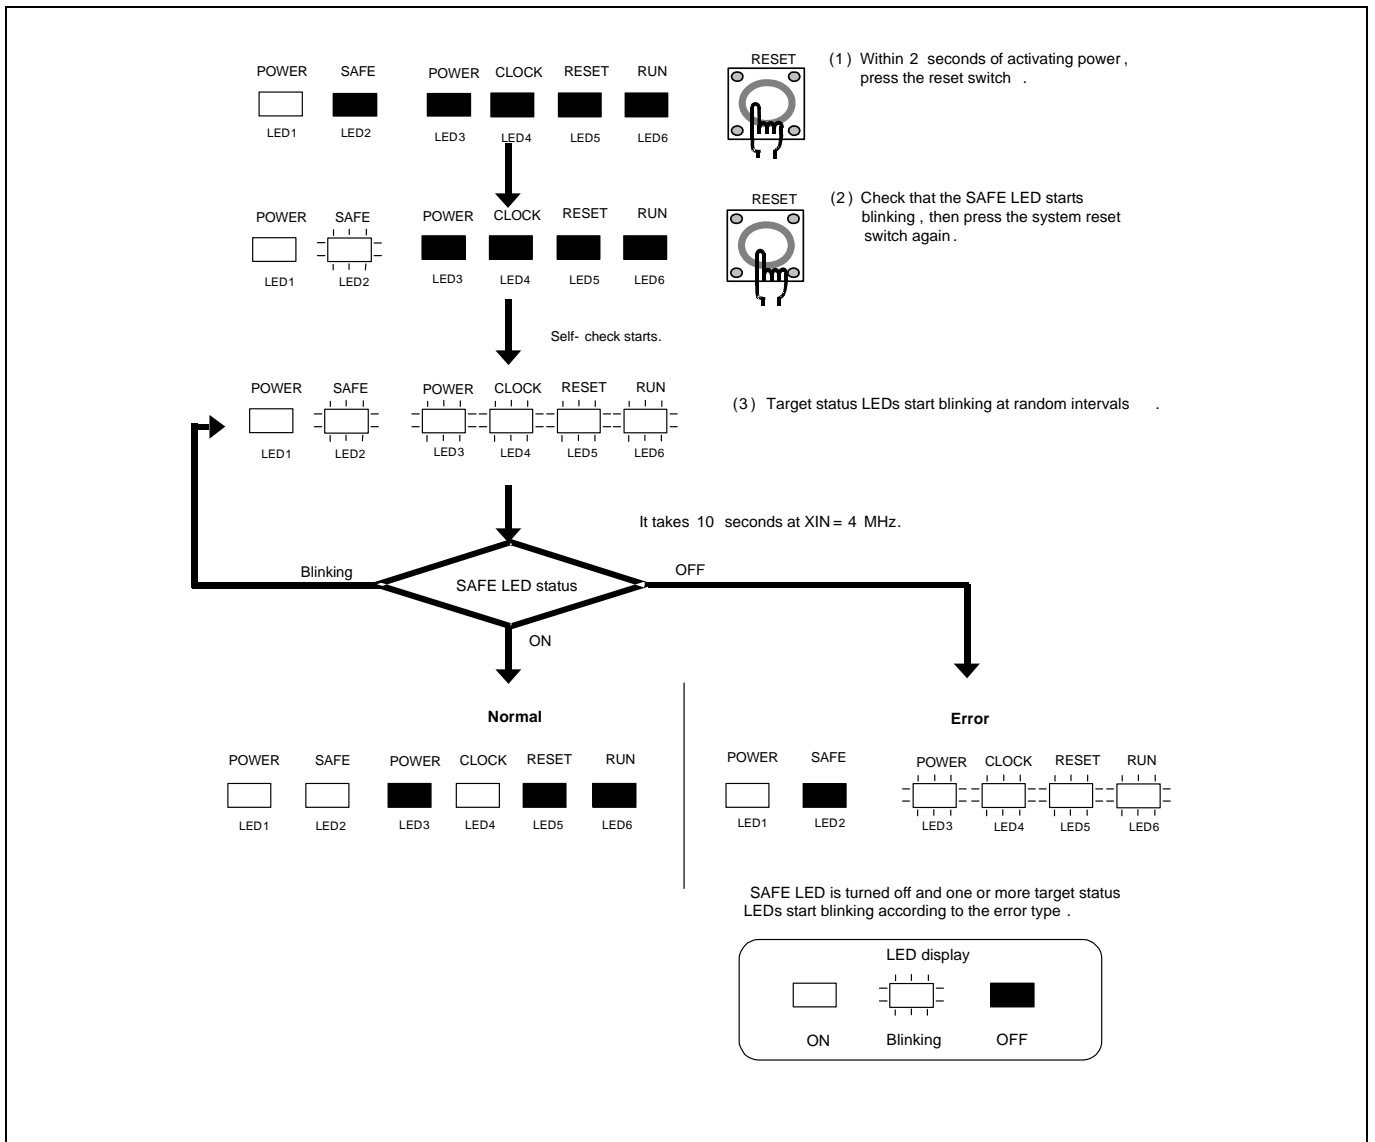 POWER SAFE POWER CLOCK RESET RUN
LED1 LED2 LED3 LED4 LED5 LED6
RESET
(1) Within 2 seconds of activating power,
press the reset switch .
POWER SAFE POWER CLOCK RESET RUN
LED1 LED2 LED3 LED4 LED5 LED6
RESET
(2) Check that the SAFE LED starts
blinking , then press the system reset
switch again .
Self- check starts.
POWER SAFE POWER CLOCK RESET RUN
LED1 LED2 LED3 LED4 LED5 LED6
(3) Target status LEDs start blinking at random intervals .
It takes 10 seconds at XIN = 4 MHz.
Blinking
SAFE LED status
OFF
ON
Normal
POWER SAFE POWER CLOCK RESET RUN
LED1 LED2 LED3 LED4 LED5 LED6
Error
POWER SAFE POWER CLOCK RESET RUN
LED1 LED2 LED3 LED4 LED5 LED6
SAFE LED is turned off and one or more target status
LEDs start blinking according to the error type .
LED display
ON Blinking OFF